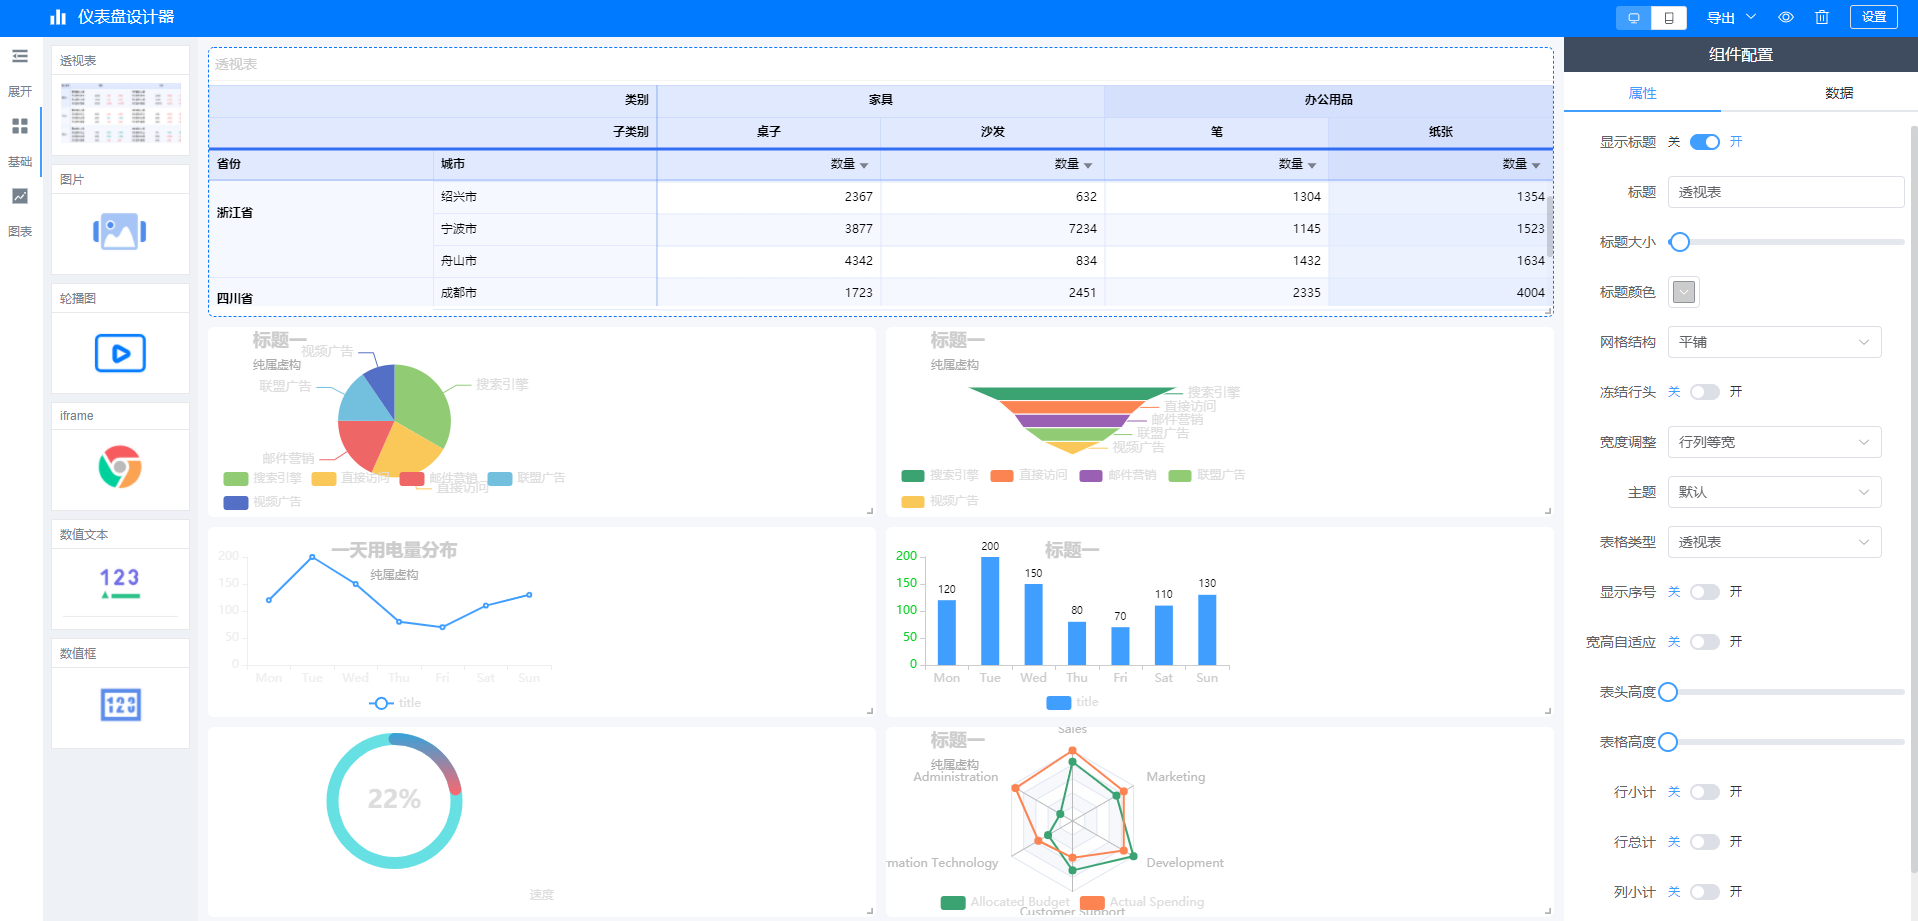 仪表盘设计器
导出
设置
展开
基础
图表
透视表
图片
轮播图
iframe
数值文本
123
数值框
123
透视表
类别 家具 办公用品
子类别 桌子 沙发 笔 纸张
省份 城市 数量 数量 数量 数量
浙江省 绍兴市 2367 632 1304 1354
宁波市 3877 7234 1145 1523
舟山市 4342 834 1432 1634
四川省 成都市 1723 2451 2335 4004
标题一
纯属虚构
视频广告
联盟广告
搜索引擎
邮件营销
直接访问
搜索引擎 直接访问 邮件营销 联盟广告
视频广告
标题一
纯属虚构
搜索引擎
直接访问
邮件营销
联盟广告
视频广告
搜索引擎 直接访问 邮件营销 联盟广告
视频广告
一天用电量分布
纯属虚构
200
150
100
50
0
Mon Tue Wed Thu Fri Sat Sun
title
标题一
200
150
100
50
0
120 200 150 80 70 110 130
Mon Tue Wed Thu Fri Sat Sun
title
22%
速度
标题一
纯属虚构
Sales
Administration
Marketing
rmation Technology
Development
Customer Support
Allocated Budget Actual Spending
组件配置
属性 数据
显示标题 关 开
标题 透视表
标题大小
标题颜色
网格结构 平铺
冻结行头 关 开
宽度调整 行列等宽
主题 默认
表格类型 透视表
显示序号 关 开
宽高自适应 关 开
表头高度
表格高度
行小计 关 开
行总计 关 开
列小计 关 开